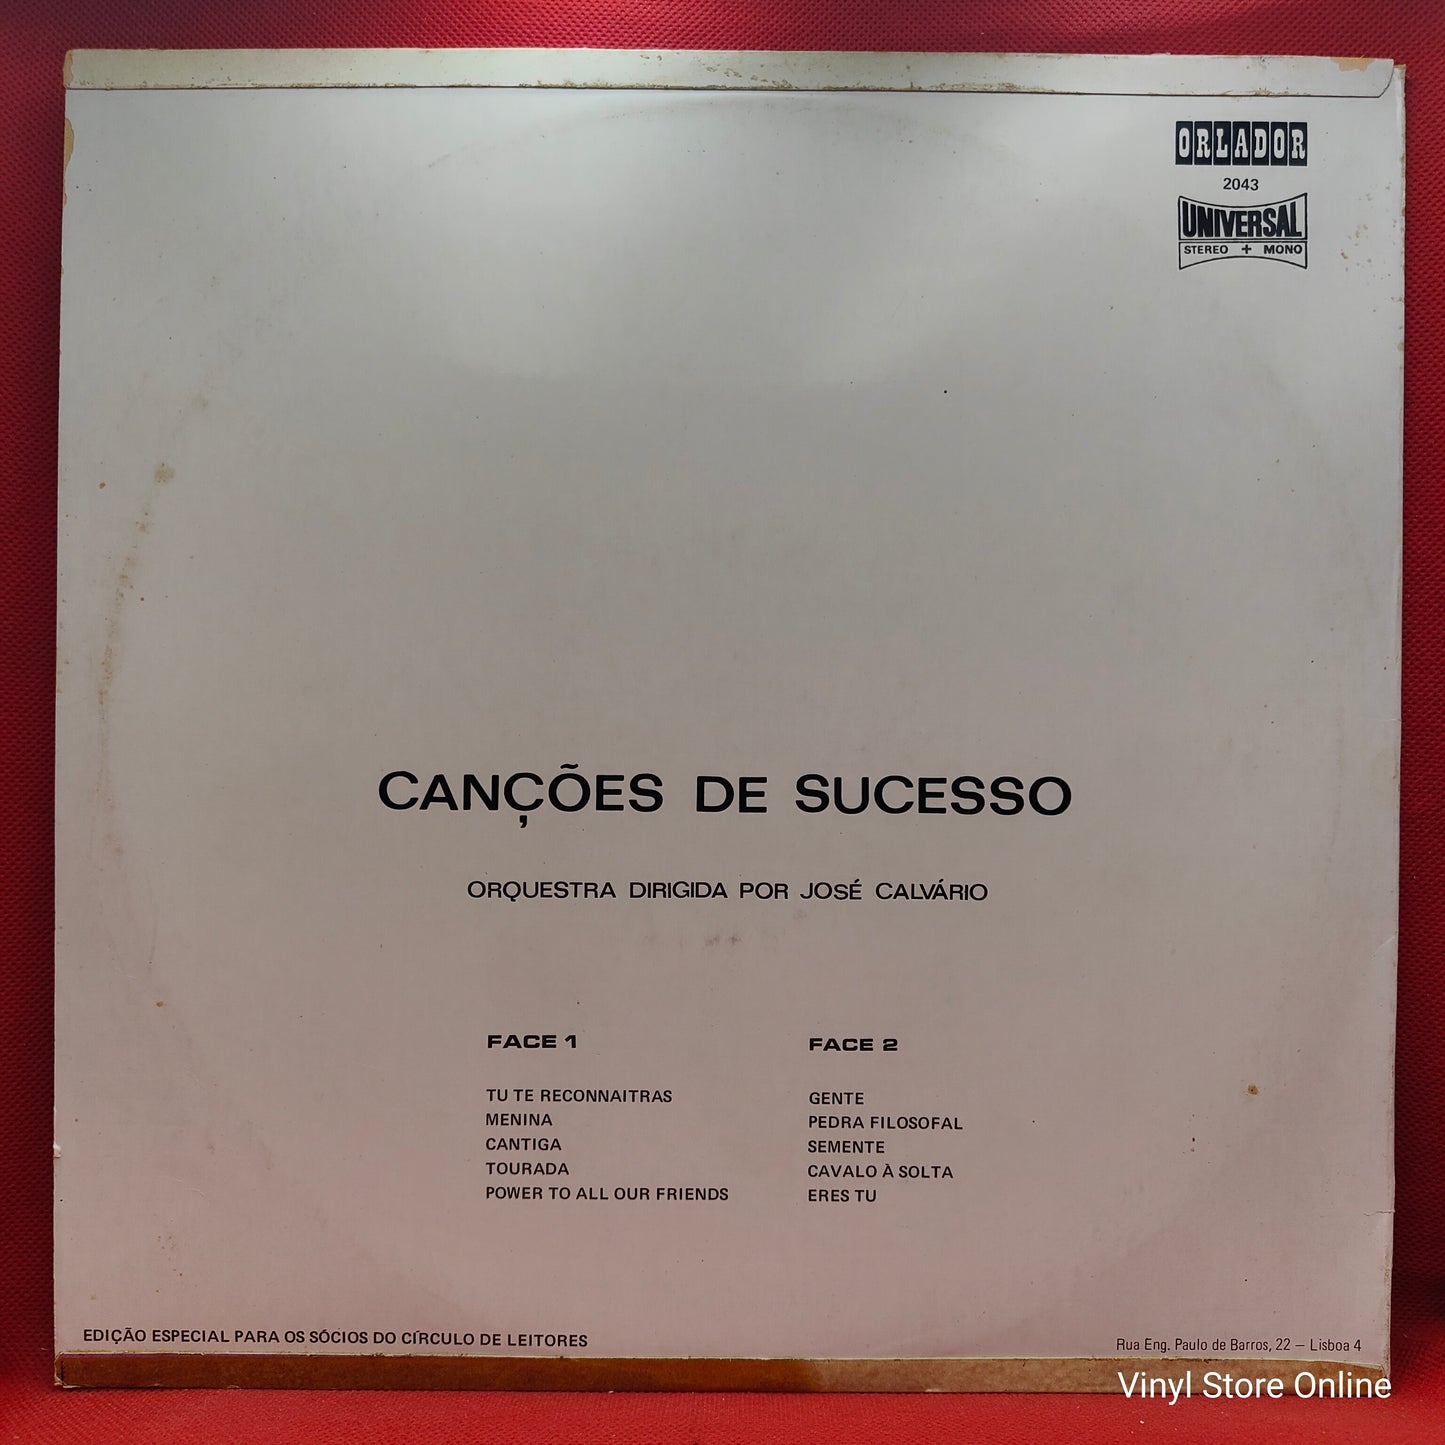 ORLADOR
2043
UNIVERSAL
STEREO + MONO
CANÇÕES DE SUCESSO
ORQUESTRA DIRIGIDA POR JOSÉ CALVÁRIO
FACE 1
TU TE RECONNAITRAS
MENINA
CANTIGA
TOURADA
POWER TO ALL OUR FRIENDS
FACE 2
GENTE
PEDRA FILOSOFAL
SEMENTE
CAVALO À SOLTA
ERES TU
EDIÇÃO ESPECIAL PARA OS SÓCIOS DO CÍRCULO DE LEITORES
Rua Eng. Paulo de Barros, 22 — Lisboa 4
Vinyl Store Online